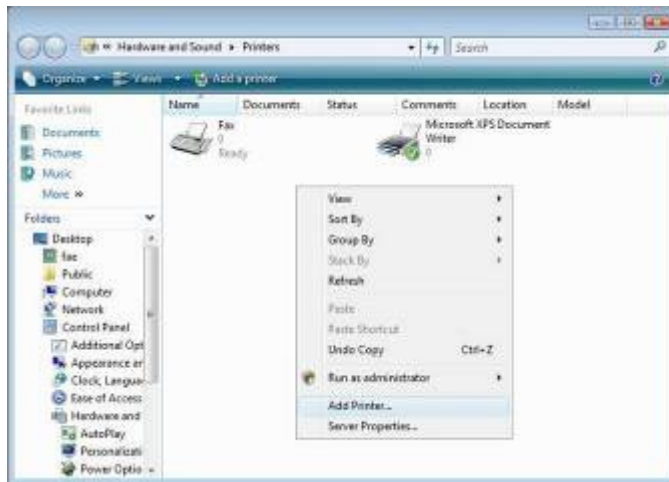 Hardware and Sound ▸ Printers
Search
Organize
Views
Add a printer
Name Documents Status Comments Location Model
Favorite Links
Documents
Pictures
Music
More »
Fax
0
Ready
Microsoft XPS Document
Writer
0
Folders
Desktop
fae
Public
Computer
Network
Control Panel
Additional Opt
Appearance ar
Clock, Languag
Ease of Access
Hardware and
AutoPlay
Personalizati
Power Optio
View
Sort By
Group By
Stack By
Refresh
Paste
Paste Shortcut
Undo Copy Ctrl+Z
Run as administrator
Add Printer...
Server Properties...